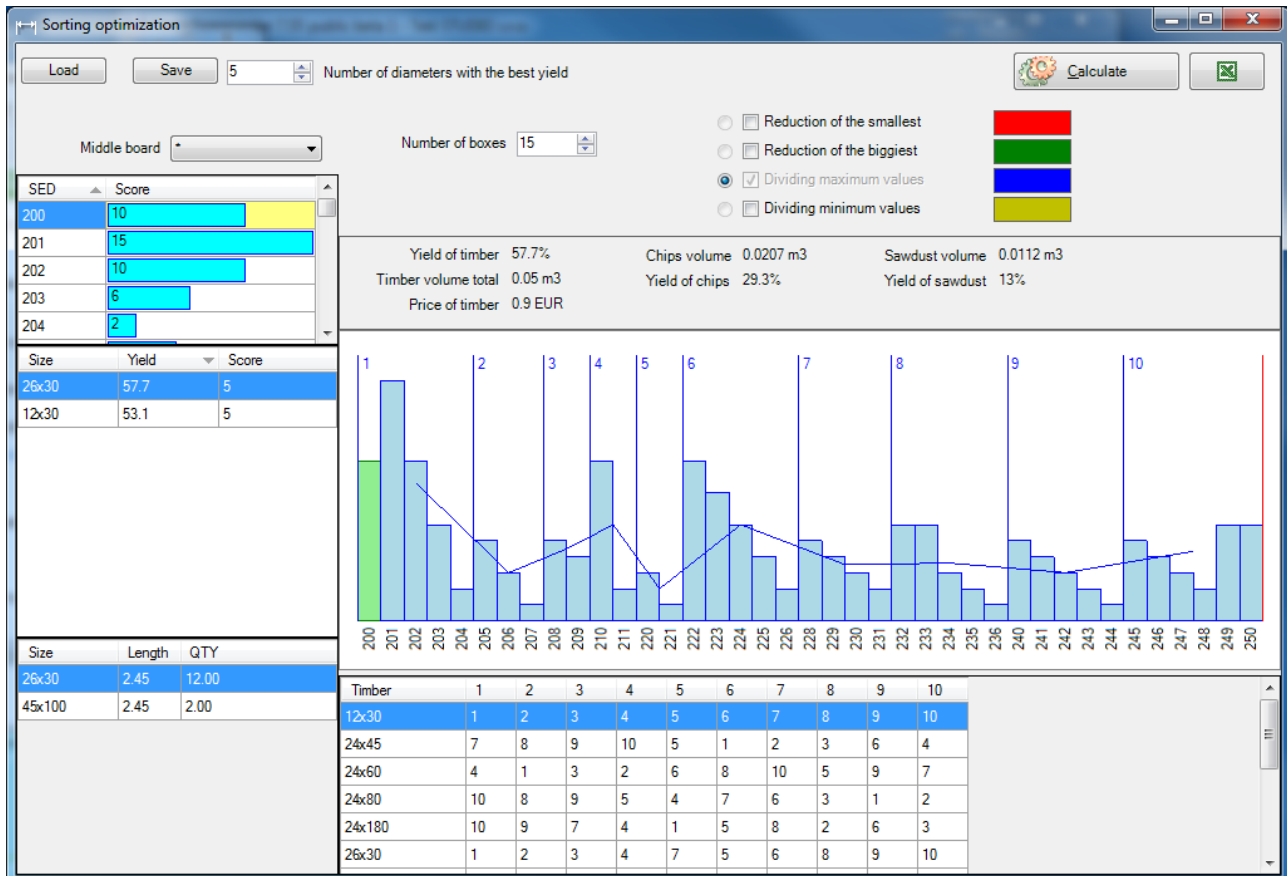 Sorting optimization
Load Save 5 Number of diameters with the best yield Calculate
Middle board * Number of boxes 15
Reduction of the smallest
Reduction of the biggiest
Dividing maximum values
Dividing minimum values
SED Score
200 10
201 15
202 10
203 6
204 2
Yield of timber 57.7% Chips volume 0.0207 m3 Sawdust volume 0.0112 m3
Timber volume total 0.05 m3 Yield of chips 29.3% Yield of sawdust 13%
Price of timber 0.9 EUR
Size Yield Score
26x30 57.7 5
12x30 53.1 5
1 2 3 4 5 6 7 8 9 10
200 201 202 203 204 205 206 207 208 209 210 211 220 221 222 223 224 225 226 228 229 230 231 232 233 234 235 236 240 241 242 243 244 245 246 247 248 249 250
Size Length QTY
26x30 2.45 12.00
45x100 2.45 2.00
Timber 1 2 3 4 5 6 7 8 9 10
12x30 1 2 3 4 5 6 7 8 9 10
24x45 7 8 9 10 5 1 2 3 6 4
24x60 4 1 3 2 6 8 10 5 9 7
24x80 10 8 9 5 4 7 6 3 1 2
24x180 10 9 7 4 1 5 8 2 6 3
26x30 1 2 3 4 7 5 6 8 9 10